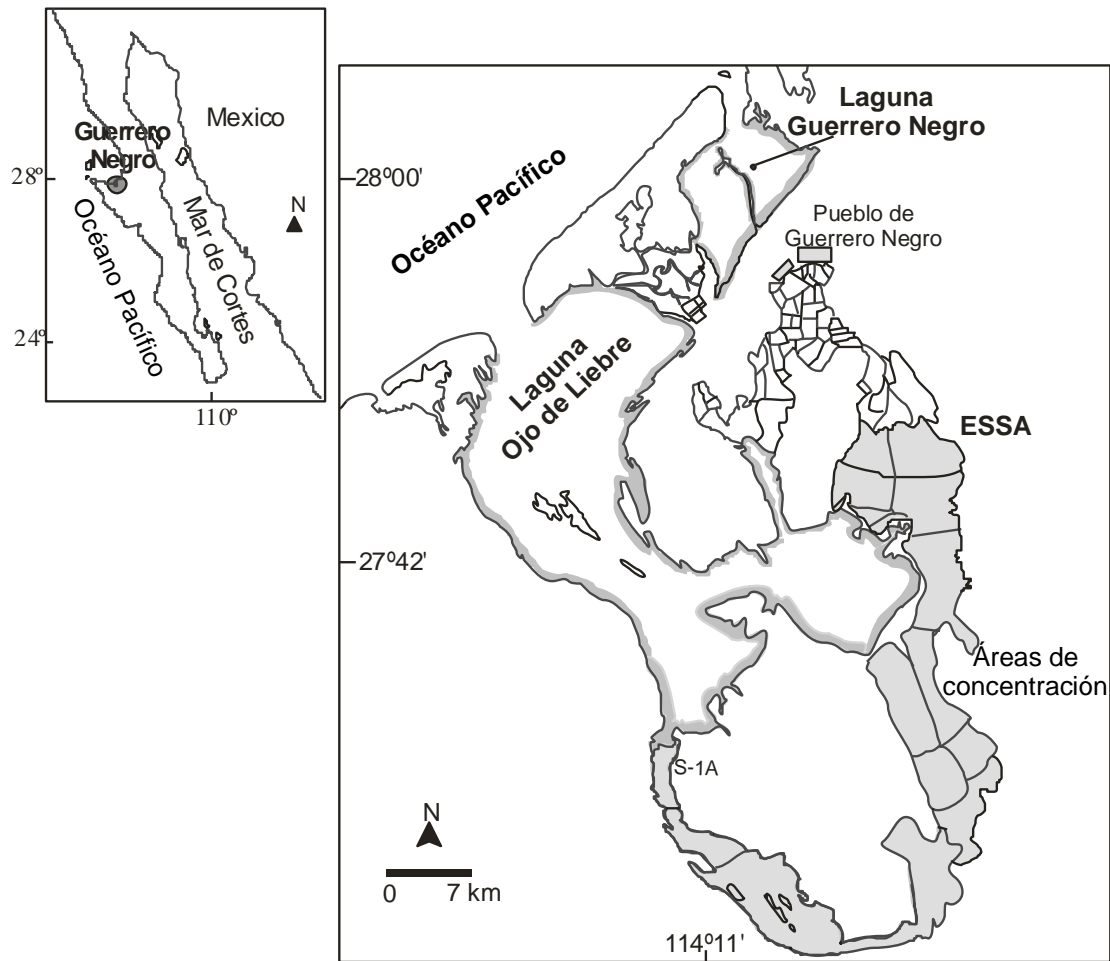 Mexico
Guerrero
Negro
28º
Océano Pacífico
Mar de Cortes
N
24º
110º
Laguna
Guerrero Negro
28º00'
Océano Pacífico
Pueblo de
Guerrero Negro
Laguna
Ojo de Liebre
ESSA
27º42'
Áreas de
concentración
S-1A
N
0 7 km
114º11'